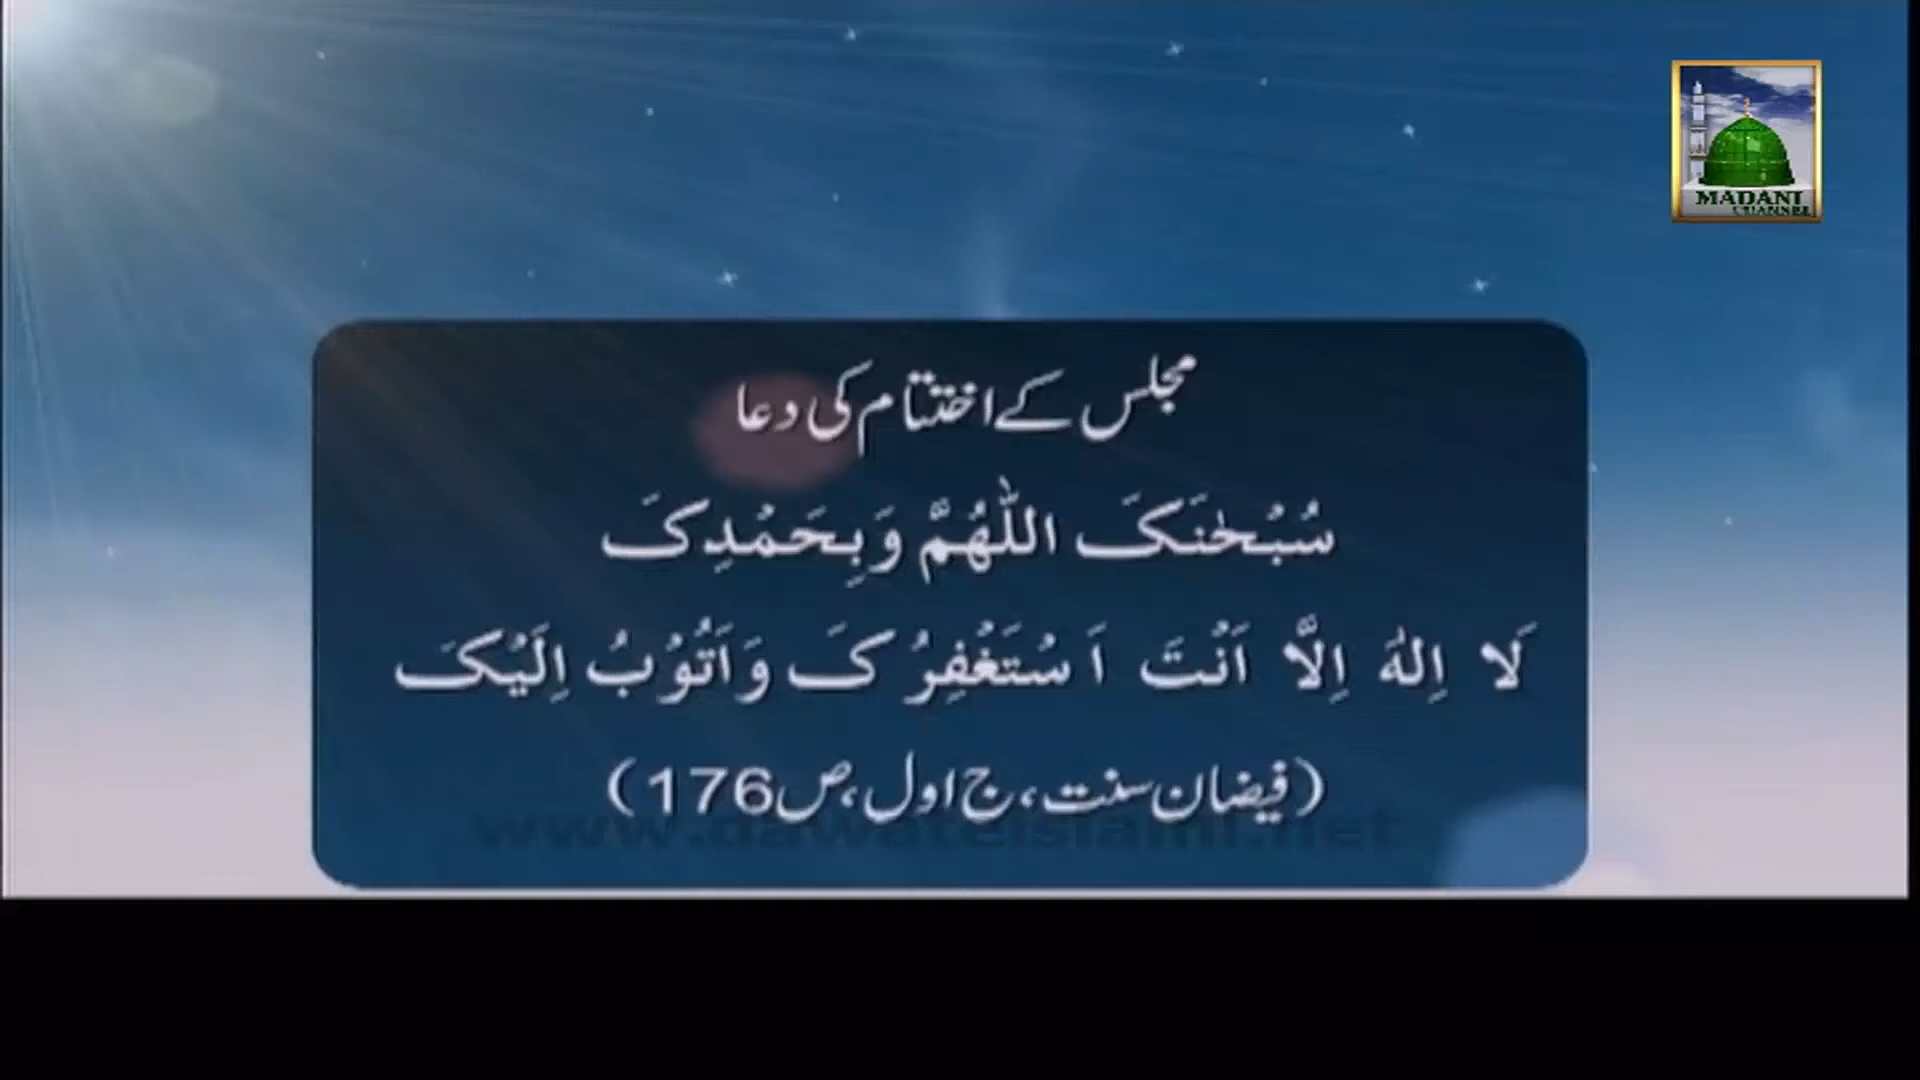 MADANI
CHANNEL
مجلس کے اختتام کی دعا
سُبْحٰنَکَ اللّٰهُمَّ وَبِحَمْدِکَ
لَا اِلٰهَ اِلَّا اَنْتَ اَسْتَغْفِرُکَ وَاَتُوْبُ اِلَیْکَ
(فیضان سنت، ج اول، ص176)
www.dawateislami.net